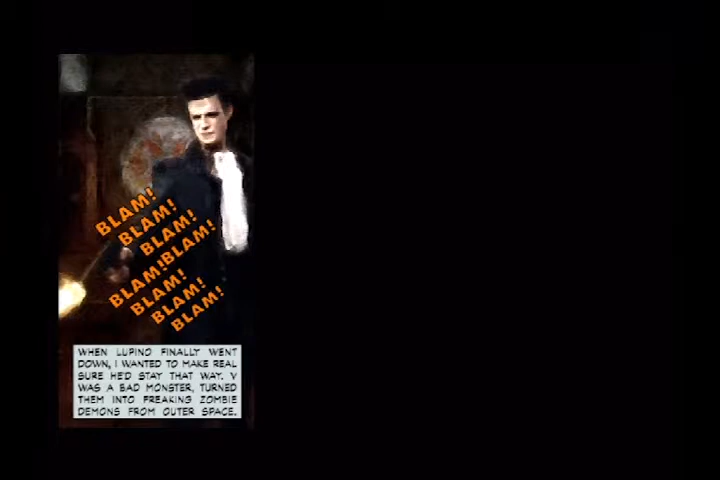 BLAM!
BLAM!
BLAM!
BLAM!BLAM!
BLAM!
BLAM!
BLAM!
WHEN LUPINO FINALLY WENT
DOWN, I WANTED TO MAKE REAL
SURE HE'D STAY THAT WAY. V
WAS A BAD MONSTER, TURNED
THEM INTO FREAKING ZOMBIE
DEMONS FROM OUTER SPACE.